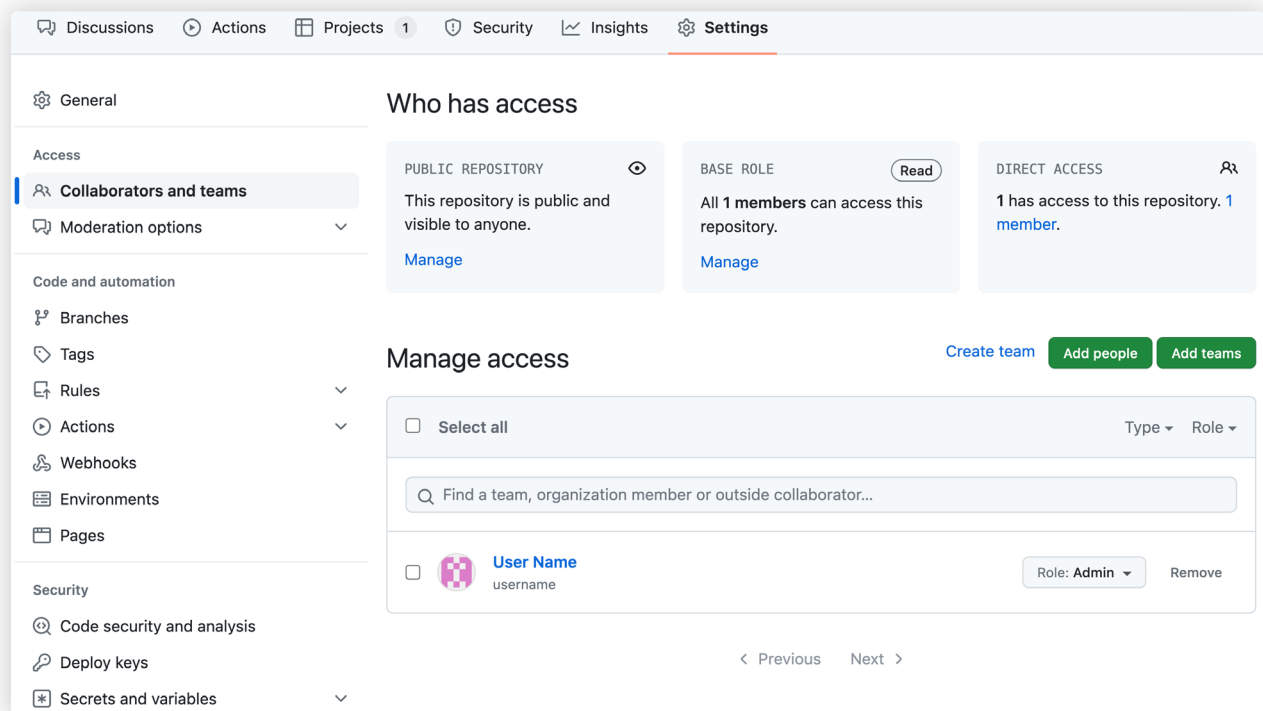 Discussions
Actions
Projects 1
Security
Insights
Settings
General
Access
Collaborators and teams
Moderation options
Code and automation
Branches
Tags
Rules
Actions
Webhooks
Environments
Pages
Security
Code security and analysis
Deploy keys
Secrets and variables
Who has access
PUBLIC REPOSITORY
This repository is public and
visible to anyone.
Manage
BASE ROLE
Read
All 1 members can access this
repository.
Manage
DIRECT ACCESS
1 has access to this repository. 1
member.
Manage access
Create team
Add people
Add teams
Select all
Type
Role
Find a team, organization member or outside collaborator...
User Name
username
Role: Admin
Remove
Previous
Next